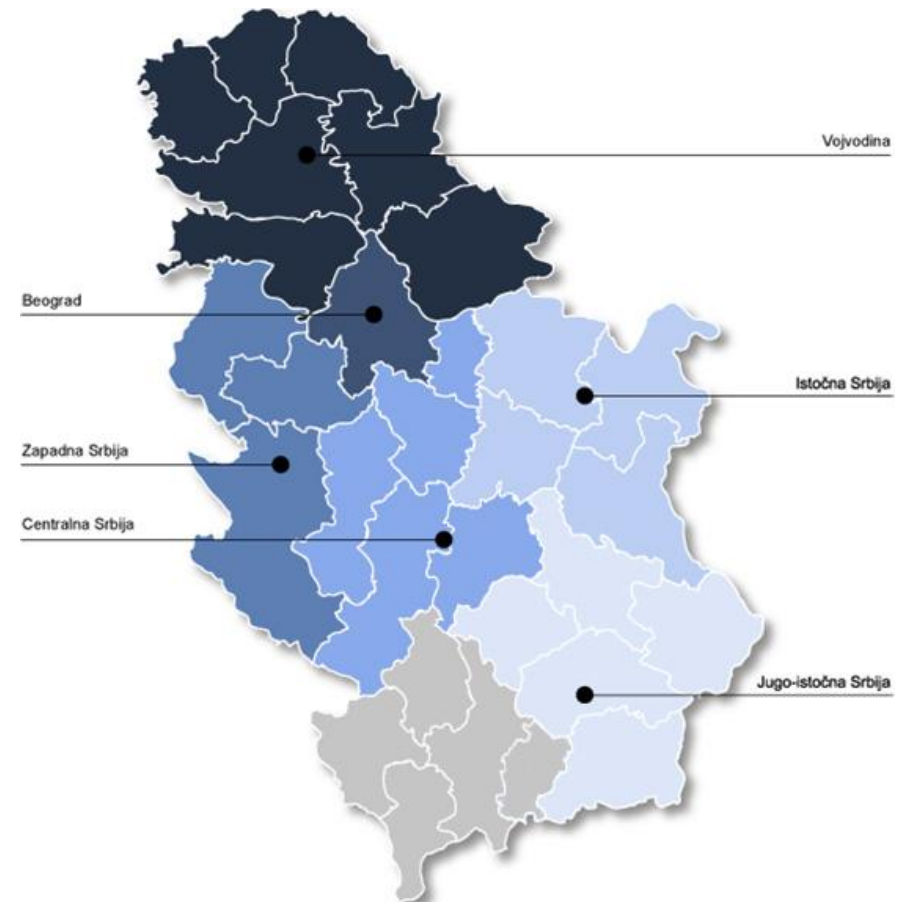 Vojvodina
Beograd
Istočna Srbija
Zapadna Srbija
Centralna Srbija
Jugo-istočna Srbija